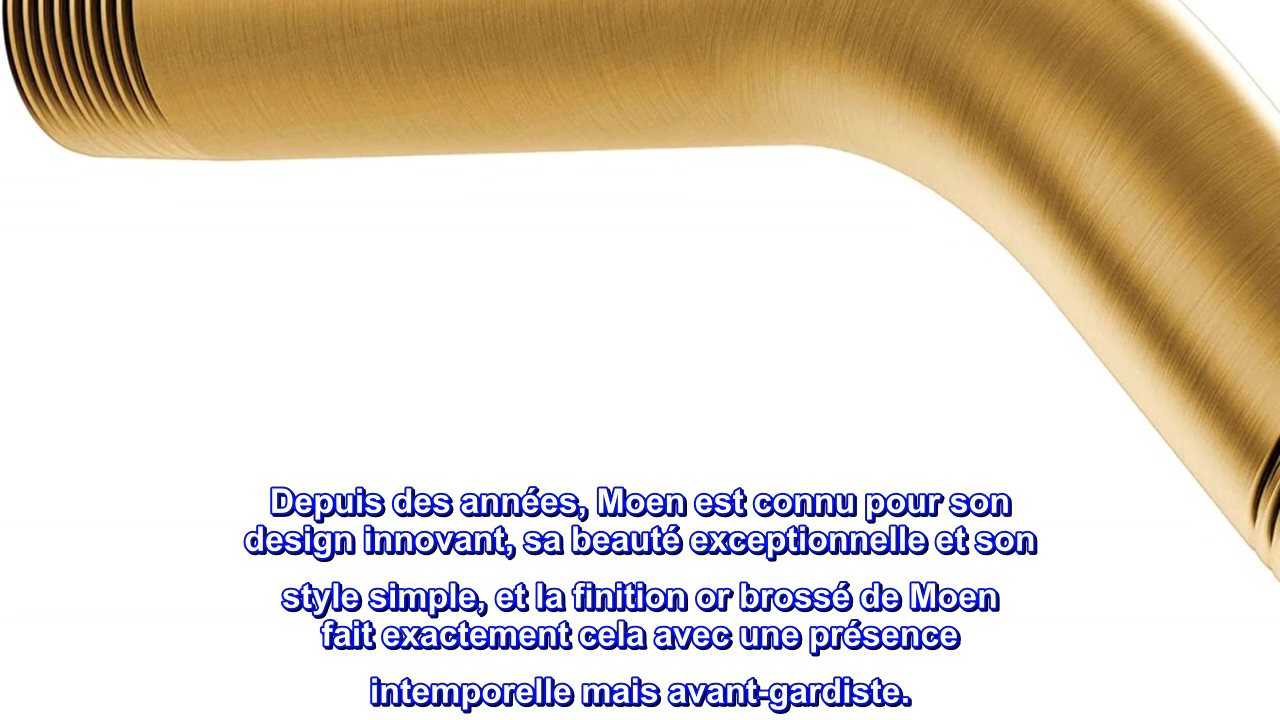 Depuis des années, Moen est connu pour son
design innovant, sa beauté exceptionnelle et son
style simple, et la finition or brossé de Moen
fait exactement cela avec une présence
intemporelle mais avant-gardiste.